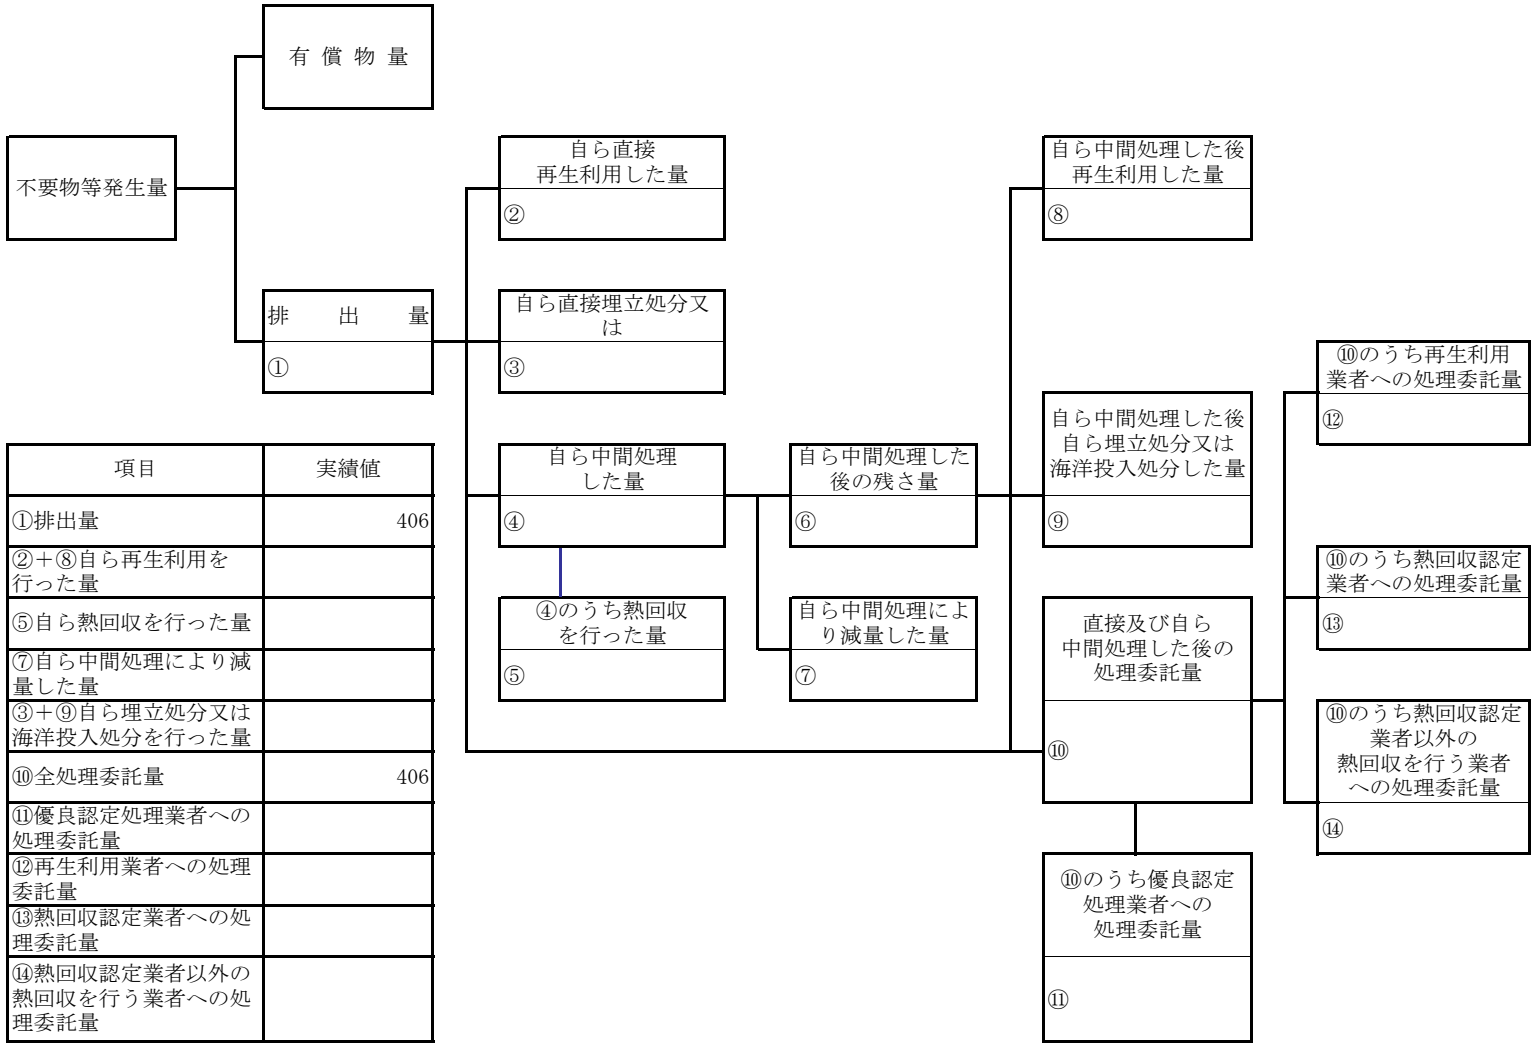 有償物量
不要物等発生量
自ら直接
再生利用した量
②
自ら中間処理した後
再生利用した量
⑧
排出量
①
自ら直接埋立処分又
は
③
⑩のうち再生利用
業者への処理委託量
⑫
自ら中間処理
した量
④
自ら中間処理した
後の残さ量
⑥
自ら中間処理した後
自ら埋立処分又は
海洋投入処分した量
⑨
④のうち熱回収
を行った量
⑤
自ら中間処理によ
り減量した量
⑦
直接及び自ら
中間処理した後の
処理委託量
⑩
⑩のうち熱回収認定
業者への処理委託量
⑬
⑩のうち熱回収認定
業者以外の
熱回収を行う業者
への処理委託量
⑭
⑩のうち優良認定
処理業者への
処理委託量
⑪
項目 実績値
①排出量 406
②+⑧自ら再生利用を
行った量
⑤自ら熱回収を行った量
⑦自ら中間処理により減
量した量
③+⑨自ら埋立処分又は
海洋投入処分を行った量
⑩全処理委託量 406
⑪優良認定処理業者への
処理委託量
⑫再生利用業者への処理
委託量
⑬熱回収認定業者への処
理委託量
⑭熱回収認定業者以外の
熱回収を行う業者への処
理委託量